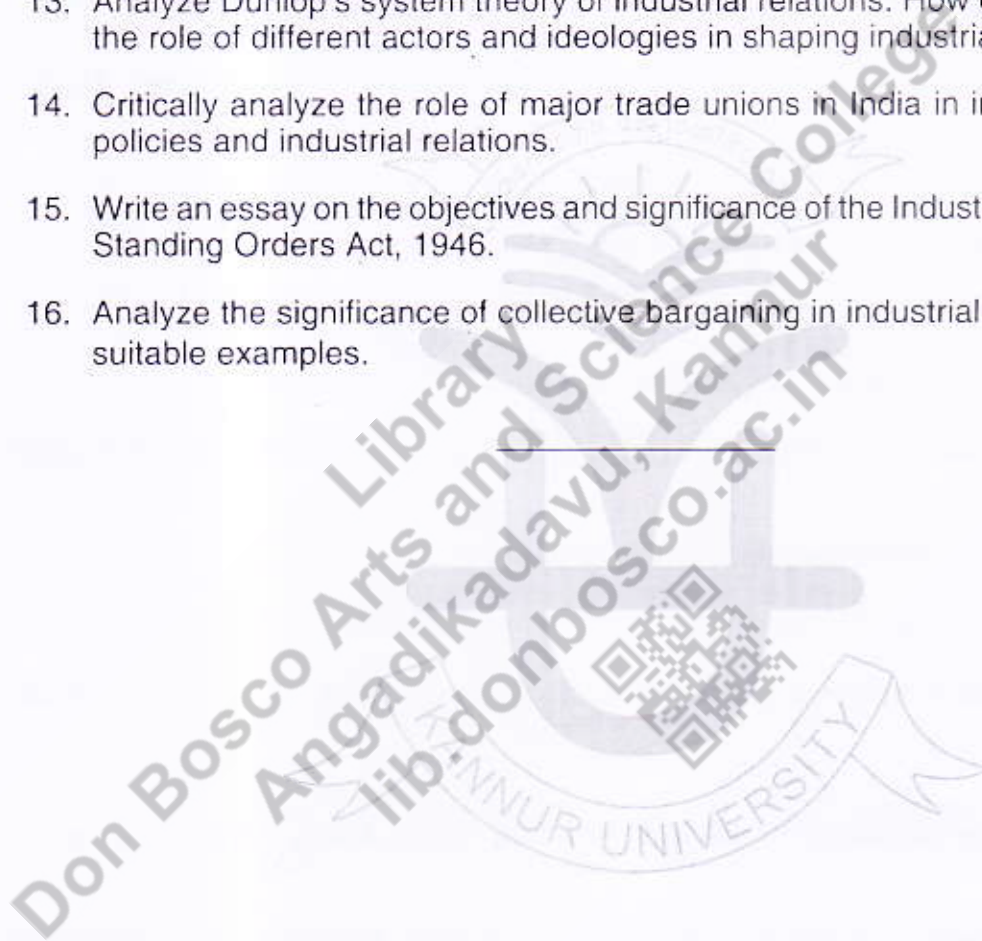 13. Analyze Dunlop's system theory of industrial relations. How
the role of different actors and ideologies in shaping
14. Critically analyze the role of major trade unions in India in
policies and industrial relations.
15. Write an essay on the objectives and significance of the
Standing Orders Act, 1946.
16. Analyze the significance of collective bargaining in industrial
suitable examples.
Library
Don Bosco Arts and Science College
Angadikadavu, Kannur
lib.donbosco.ac.in
KANNUR UNIVERSITY